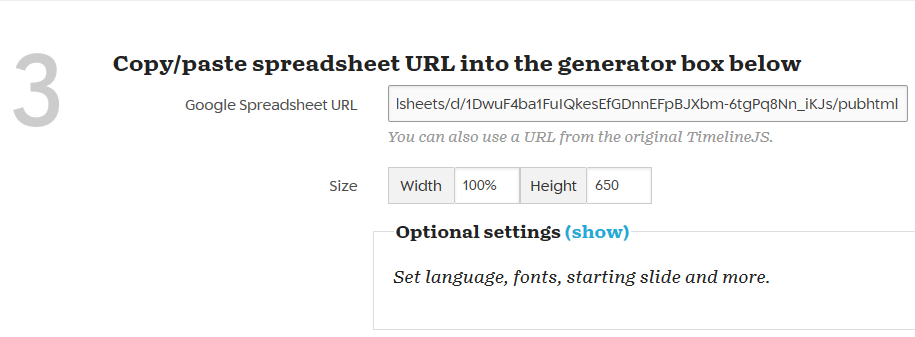 3
Copy/paste spreadsheet URL into the generator box below
Google Spreadsheet URL lsheets/d/1DwuF4ba1FuIQkesEfGDnnEFpBJXbm-6tgPq8Nn_iKJs/pubhtml
You can also use a URL from the original TimelineJS.
Size Width 100% Height 650
Optional settings (show)
Set language, fonts, starting slide and more.